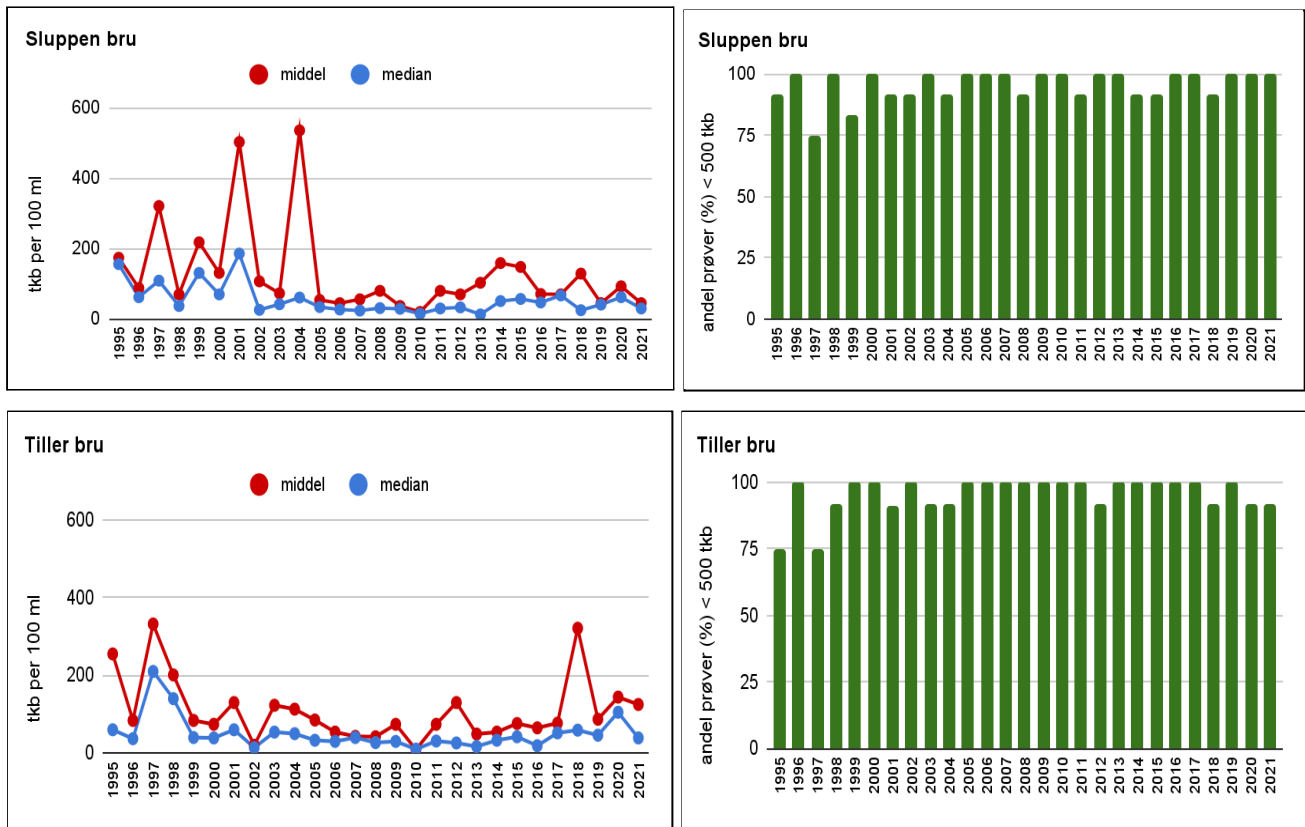 Sluppen bru
middel median
600
400
200
0
tkb per 100 ml
1995 1996 1997 1998 1999 2000 2001 2002 2003 2004 2005 2006 2007 2008 2009 2010 2011 2012 2013 2014 2015 2016 2017 2018 2019 2020 2021
Sluppen bru
100
75
50
25
0
andel prøver (%) < 500 tkb
1995 1996 1997 1998 1999 2000 2001 2002 2003 2004 2005 2006 2007 2008 2009 2010 2011 2012 2013 2014 2015 2016 2017 2018 2019 2020 2021
Tiller bru
middel median
600
400
200
0
tkb per 100 ml
1995 1996 1997 1998 1999 2000 2001 2002 2003 2004 2005 2006 2007 2008 2009 2010 2011 2012 2013 2014 2015 2016 2017 2018 2019 2020 2021
Tiller bru
100
75
50
25
0
andel prøver (%) < 500 tkb
1995 1996 1997 1998 1999 2000 2001 2002 2003 2004 2005 2006 2007 2008 2009 2010 2011 2012 2013 2014 2015 2016 2017 2018 2019 2020 2021